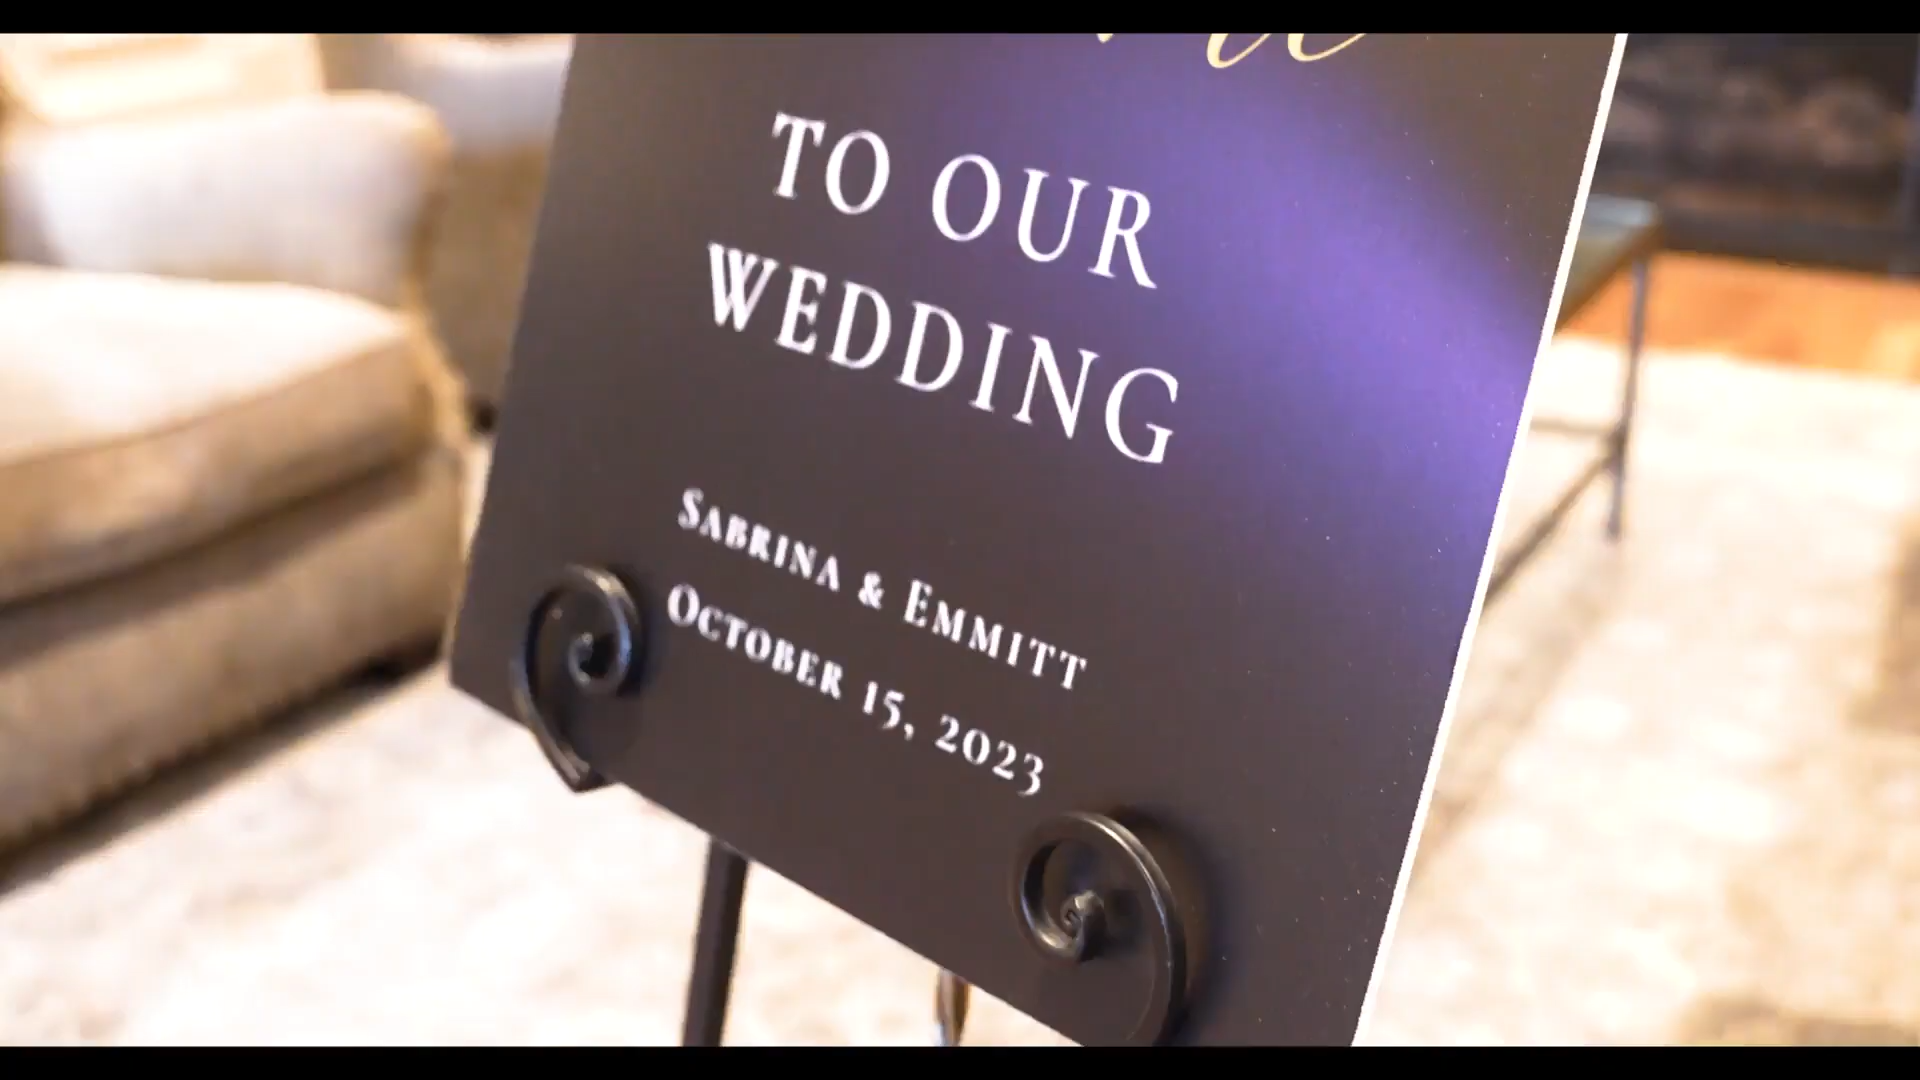 TO OUR
WEDDING
SABRINA & EMMITT
OCTOBER 15, 2023